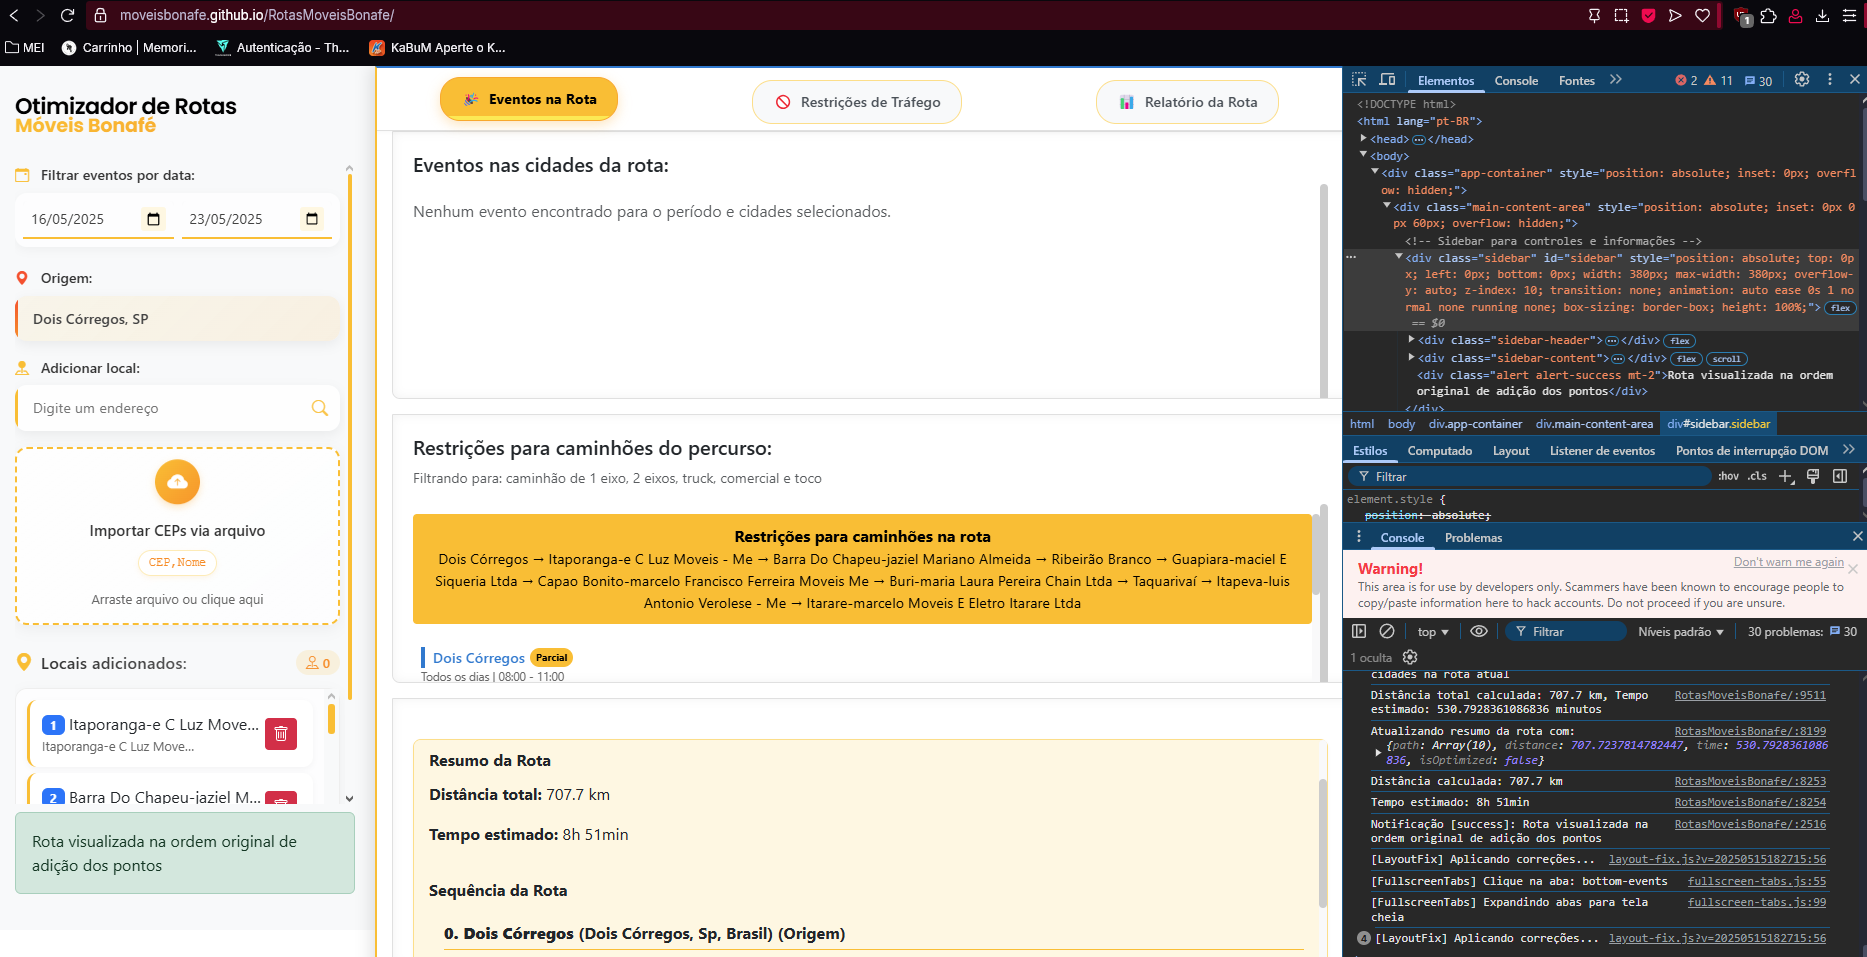 moveisbonafe.github.io/RotasMoveisBonafe/
1
MEI
Carrinho | Memori...
Autenticação - Th...
KaBuM Aperte o K...
Otimizador de Rotas
Móveis Bonafé
Filtrar eventos por data:
16/05/2025
23/05/2025
Origem:
Dois Córregos, SP
Adicionar local:
Digite um endereço
Importar CEPs via arquivo
CEP,Nome
Arraste arquivo ou clique aqui
Locais adicionados:
0
1 Itaporanga-e C Luz Move...
Itaporanga-e C Luz Move...
2 Barra Do Chapeu-jaziel M...
Rota visualizada na ordem original de
adição dos pontos
Eventos na Rota
Restrições de Tráfego
Relatório da Rota
Eventos nas cidades da rota:
Nenhum evento encontrado para o período e cidades selecionados.
Restrições para caminhões do percurso:
Filtrando para: caminhão de 1 eixo, 2 eixos, truck, comercial e toco
Restrições para caminhões na rota
Dois Córregos → Itaporanga-e C Luz Moveis - Me → Barra Do Chapeu-jaziel Mariano Almeida → Ribeirão Branco → Guapiara-maciel E
Siqueria Ltda → Capao Bonito-marcelo Francisco Ferreira Moveis Me → Buri-maria Laura Pereira Chain Ltda → Taquarivaí → Itapeva-luis
Antonio Verolese - Me → Itarare-marcelo Moveis E Eletro Itarare Ltda
Dois Córregos Parcial
Todos os dias | 08:00 - 11:00
Resumo da Rota
Distância total: 707.7 km
Tempo estimado: 8h 51min
Sequência da Rota
0. Dois Córregos (Dois Córregos, Sp, Brasil) (Origem)
Elementos
Console
Fontes
2
11
30
<!DOCTYPE html>
<html lang="pt-BR">
<head> </head>
<body>
<div class="app-container" style="position: absolute; inset: 0px; overfl
ow: hidden;">
<div class="main-content-area" style="position: absolute; inset: 0px 0
px 60px; overflow: hidden;">
<!-- Sidebar para controles e informações -->
<div class="sidebar" id="sidebar" style="position: absolute; top: 0p
x; left: 0px; bottom: 0px; width: 380px; max-width: 380px; overflow-
y: auto; z-index: 10; transition: none; animation: auto ease 0s 1 no
rmal none running none; box-sizing: border-box; height: 100%;"> flex
== $0
<div class="sidebar-header"> </div> flex
<div class="sidebar-content"> </div> flex scroll
<div class="alert alert-success mt-2">Rota visualizada na ordem
original de adição dos pontos</div>
</div>
html body div.app-container div.main-content-area div#sidebar.sidebar
Estilos
Computado
Layout
Listener de eventos
Pontos de interrupção DOM
Filtrar
:hov .cls
element.style {
position: absolute;
Console
Problemas
Don't warn me again
Warning!
This area is for use by developers only. Scammers have been known to encourage people to
copy/paste information here to hack accounts. Do not proceed if you are unsure.
top
Filtrar
Níveis padrão
30 problemas: 30
1 oculta
cidades na rota atual
Distância total calculada: 707.7 km, Tempo RotasMoveisBonafe/:9511
estimado: 530.7928361086836 minutos
Atualizando resumo da rota com: RotasMoveisBonafe/:8199
{path: Array(10), distance: 707.7237814782447, time: 530.7928361086
836, isOptimized: false}
Distância calculada: 707.7 km RotasMoveisBonafe/:8253
Tempo estimado: 8h 51min RotasMoveisBonafe/:8254
Notificação [success]: Rota visualizada na RotasMoveisBonafe/:2516
ordem original de adição dos pontos
[LayoutFix] Aplicando correções... layout-fix.js?v=20250515182715:56
[FullscreenTabs] Clique na aba: bottom-events fullscreen-tabs.js:55
[FullscreenTabs] Expandindo abas para tela fullscreen-tabs.js:99
cheia
4 [LayoutFix] Aplicando correções... layout-fix.js?v=20250515182715:56